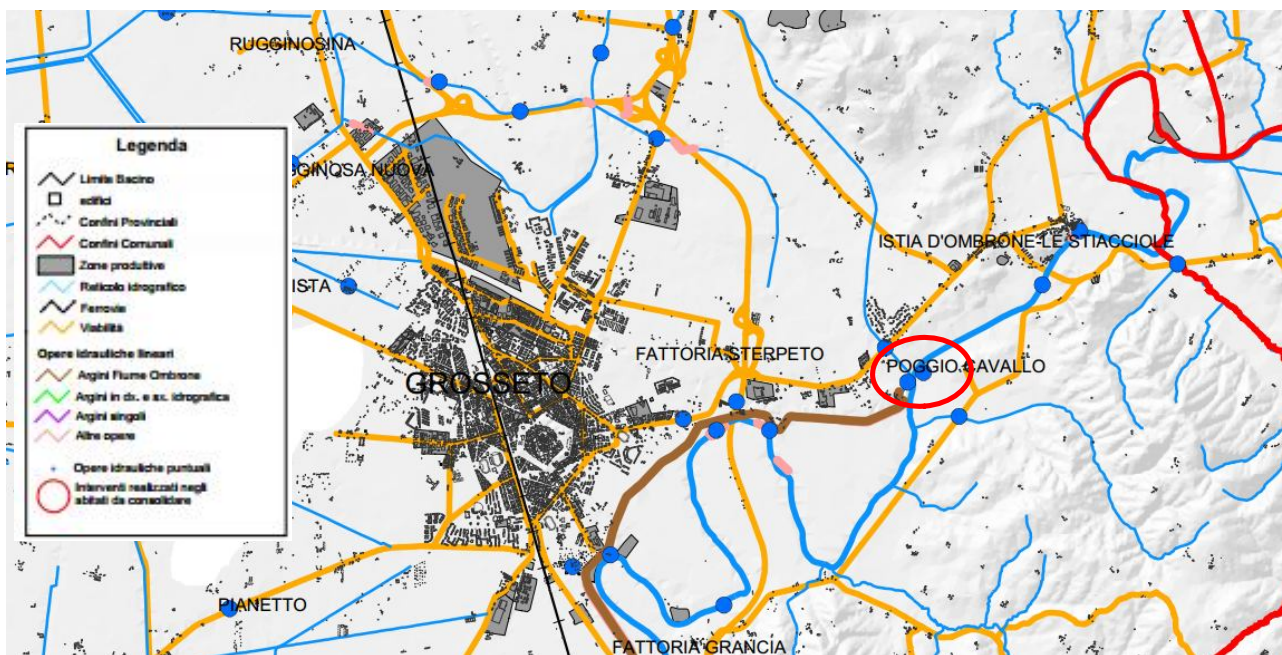 RUGGINOSINA
GINOSA NUOVA
ISTA
Legenda
Limite Bacino
edifici
Confini Provinciali
Confini Comunali
Zone produttive
Reticolo idrografico
Ferrovie
Viabilità
Opere idrauliche lineari
Argini Fiume Ombrone
Argini in dx. e sx. idrografica
Argini singoli
Altre opere
Opere idrauliche puntuali
Interventi realizzati negli
abitati da consolidare
ISTIA D'OMBRONE-LE STIACCIOLE
FATTORIA STERPETO
POGGIO CAVALLO
GROSSETO
PIANETTO
FATTORIA GRANCIA